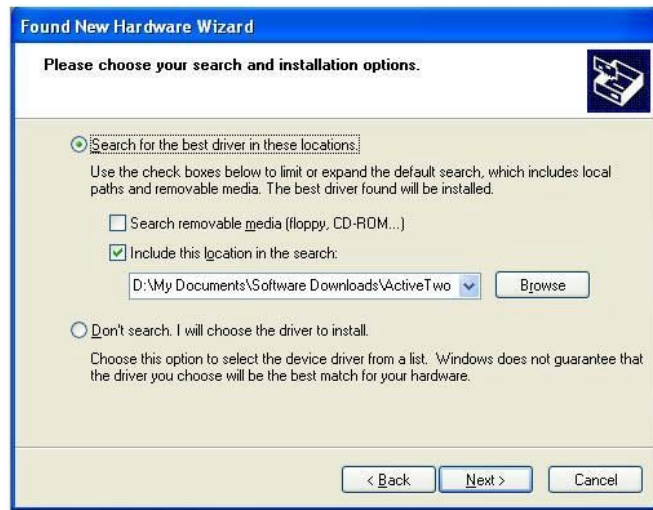 Found New Hardware Wizard
Please choose your search and installation options.
Search for the best driver in these locations.
Use the check boxes below to limit or expand the default search, which includes local
paths and removable media. The best driver found will be installed.
Search removable media (floppy, CD-ROM...)
Include this location in the search:
D:\My Documents\Software Downloads\ActiveTwo
Browse
Don't search. I will choose the driver to install.
Choose this option to select the device driver from a list. Windows does not guarantee that
the driver you choose will be the best match for your hardware.
< Back Next > Cancel